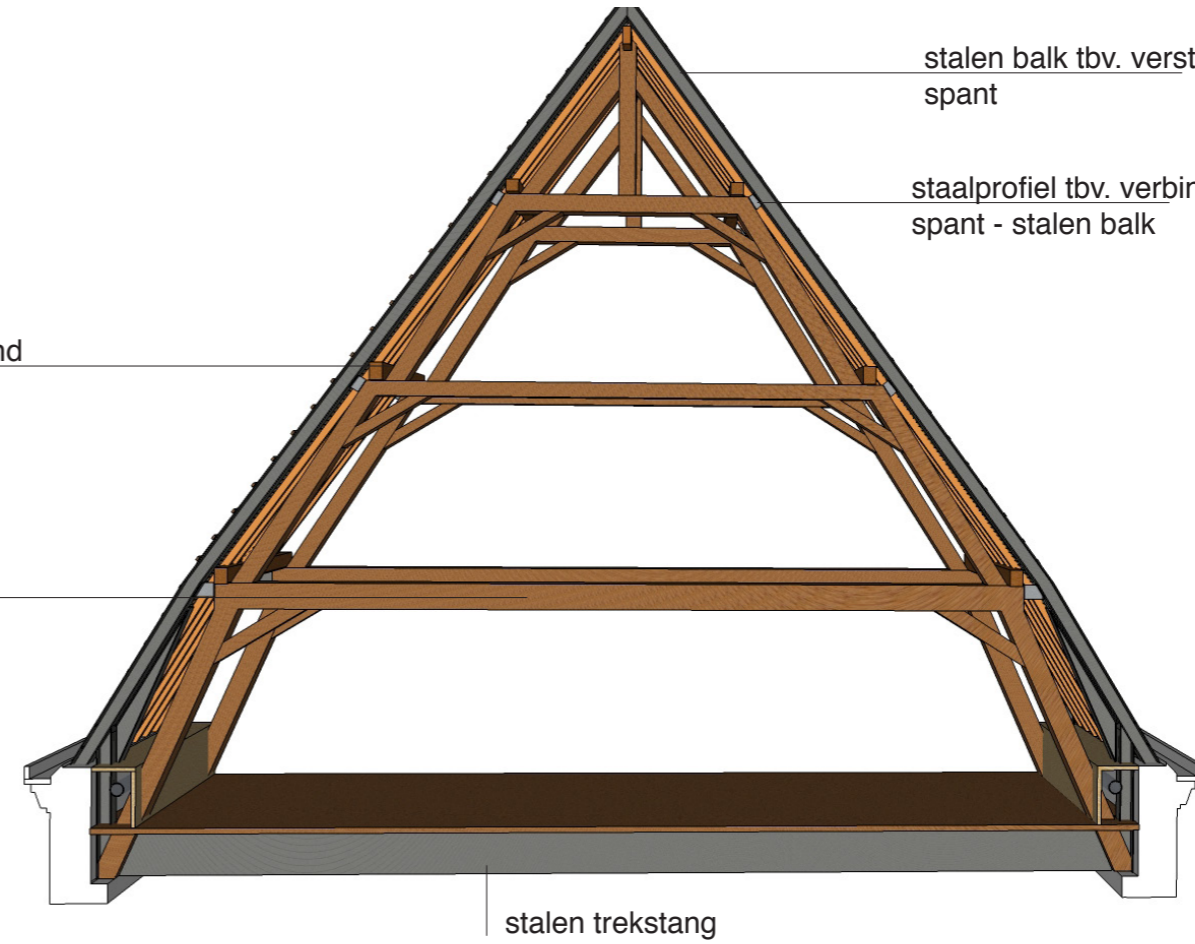 stalen balk tbv. verst
spant
staalprofiel tbv. verbin
spant - stalen balk
nd
stalen trekstang